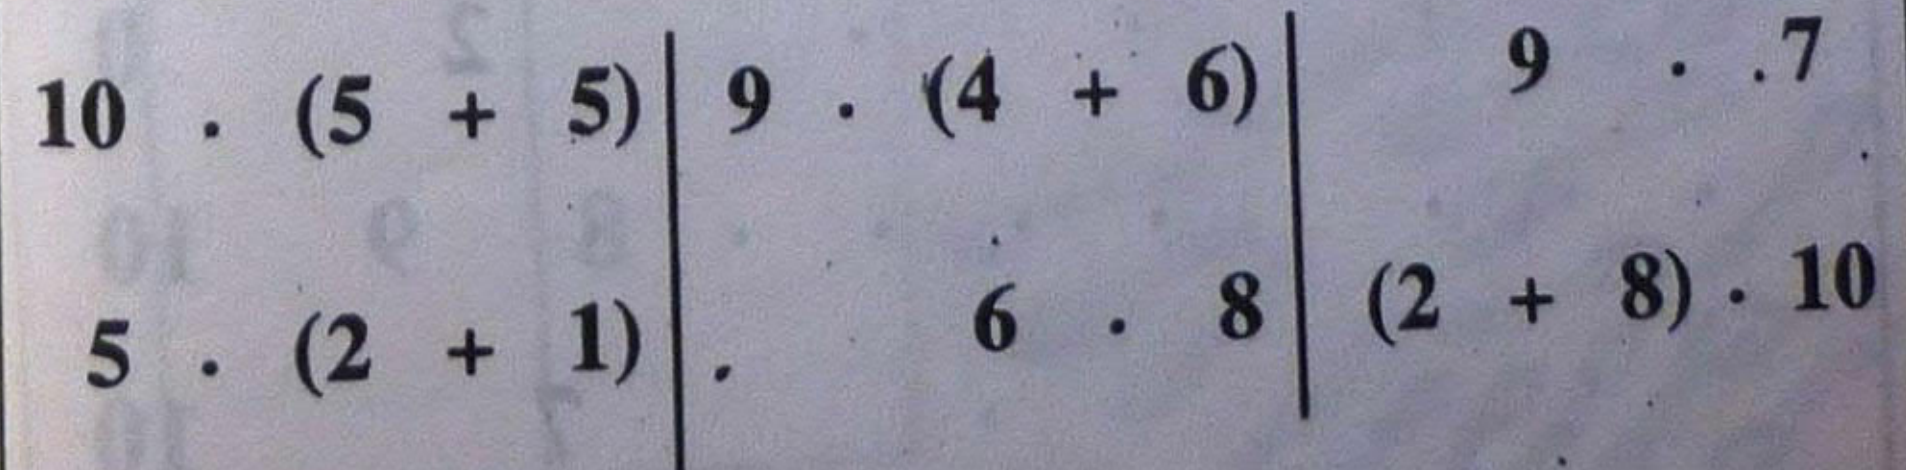 10 . (5 + 5) | 9 . (4 + 6) | 9 . 7
5 . (2 + 1) | 6 . 8 | (2 + 8) . 10